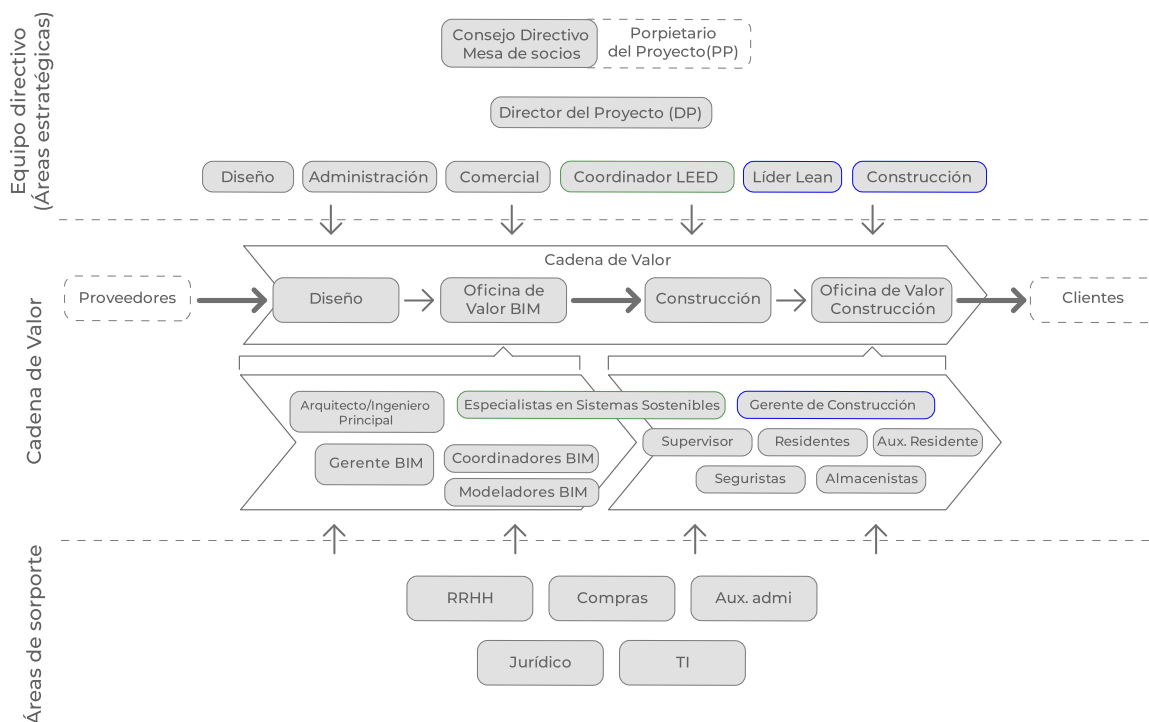 Equipo directivo
(Áreas estratégicas)
Consejo Directivo
Mesa de socios
Porpietario
del Proyecto(PP)
Director del Proyecto (DP)
Diseño
Administración
Comercial
Coordinador LEED
Líder Lean
Construcción
Cadena de Valor
Cadena de Valor
Proveedores
Diseño
Oficina de
Valor BIM
Construcción
Oficina de Valor
Construcción
Clientes
Arquitecto/Ingeniero
Principal
Especialistas en Sistemas Sostenibles
Gerente BIM
Coordinadores BIM
Modeladores BIM
Gerente de Construcción
Supervisor
Residentes
Aux. Residente
Seguristas
Almacenistas
Áreas de sorporte
RRHH
Compras
Aux. admi
Jurídico
TI